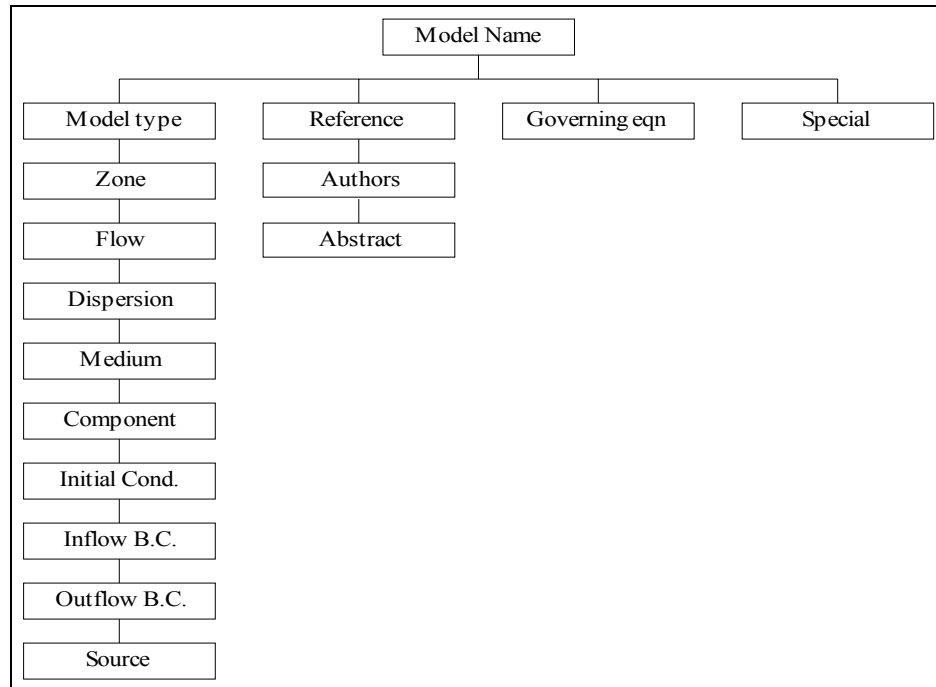 Model Name
Model type
Reference
Governing eqn
Special
Zone
Authors
Flow
Abstract
Dispersion
Medium
Component
Initial Cond.
Inflow B.C.
Outflow B.C.
Source